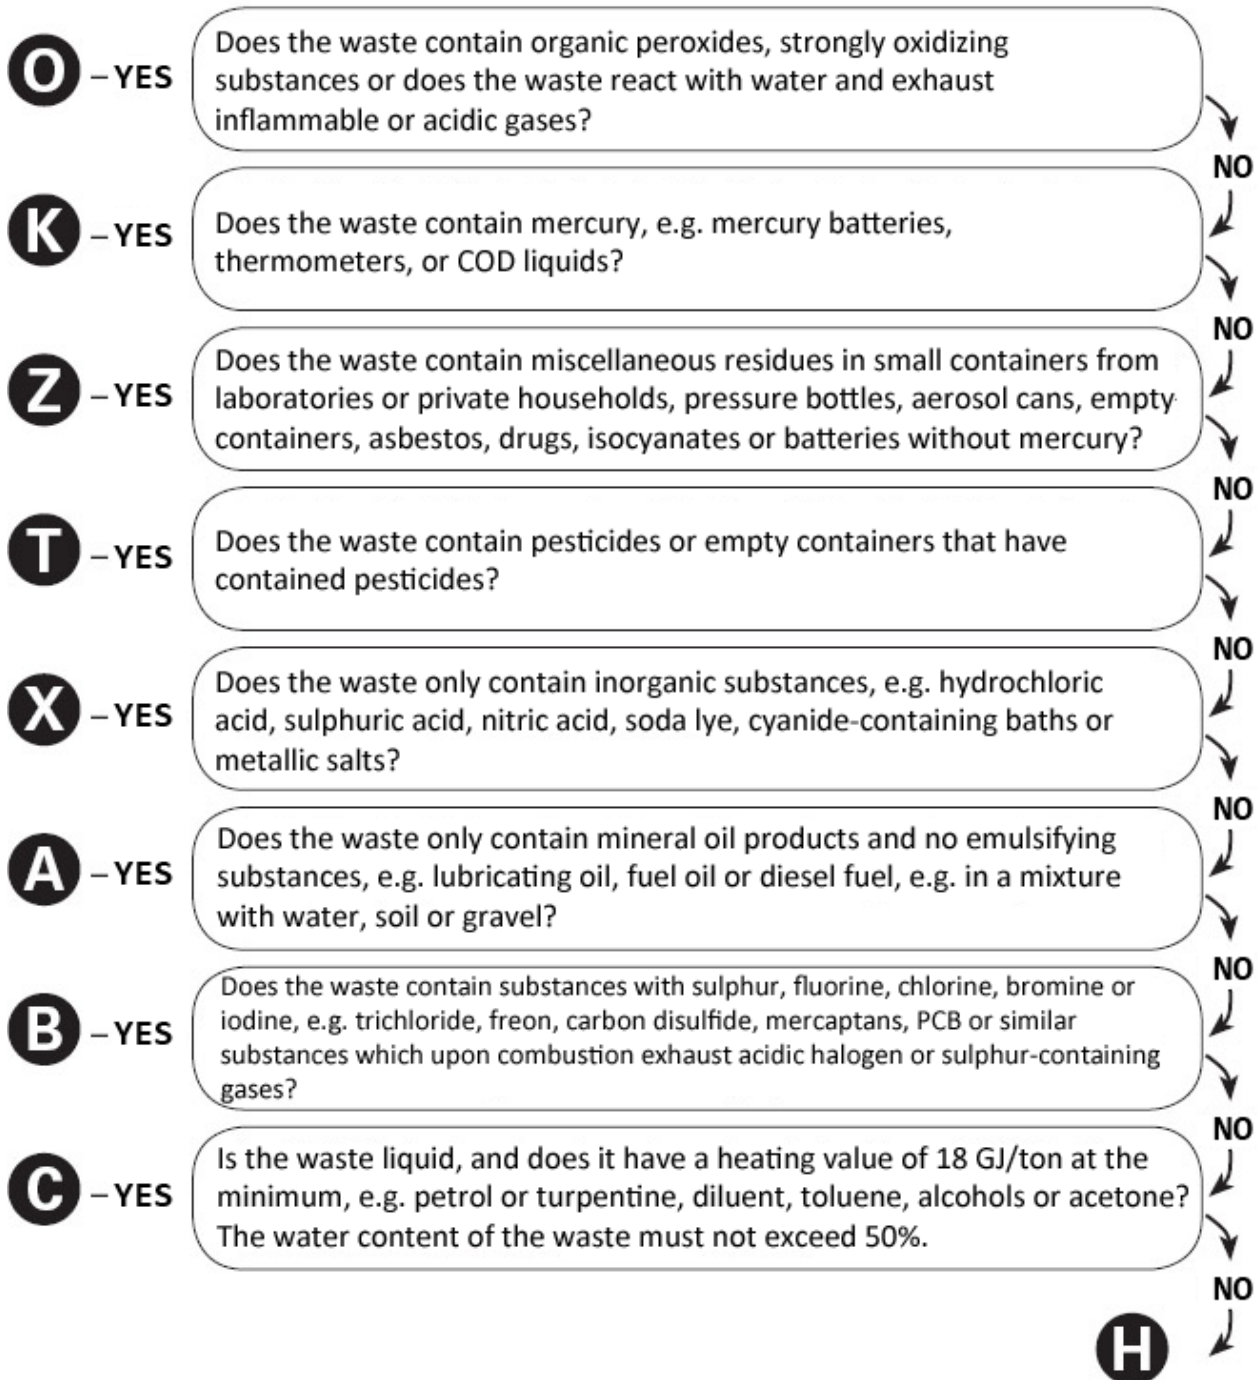 O – YES
Does the waste contain organic peroxides, strongly oxidizing
substances or does the waste react with water and exhaust
inflammable or acidic gases?
NO
K – YES
Does the waste contain mercury, e.g. mercury batteries,
thermometers, or COD liquids?
NO
Z – YES
Does the waste contain miscellaneous residues in small containers from
laboratories or private households, pressure bottles, aerosol cans, empty
containers, asbestos, drugs, isocyanates or batteries without mercury?
NO
T – YES
Does the waste contain pesticides or empty containers that have
contained pesticides?
NO
X – YES
Does the waste only contain inorganic substances, e.g. hydrochloric
acid, sulphuric acid, nitric acid, soda lye, cyanide-containing baths or
metallic salts?
NO
A – YES
Does the waste only contain mineral oil products and no emulsifying
substances, e.g. lubricating oil, fuel oil or diesel fuel, e.g. in a mixture
with water, soil or gravel?
NO
B – YES
Does the waste contain substances with sulphur, fluorine, chlorine, bromine or
iodine, e.g. trichloride, freon, carbon disulfide, mercaptans, PCB or similar
substances which upon combustion exhaust acidic halogen or sulphur-containing
gases?
NO
C – YES
Is the waste liquid, and does it have a heating value of 18 GJ/ton at the
minimum, e.g. petrol or turpentine, diluent, toluene, alcohols or acetone?
The water content of the waste must not exceed 50%.
NO
H